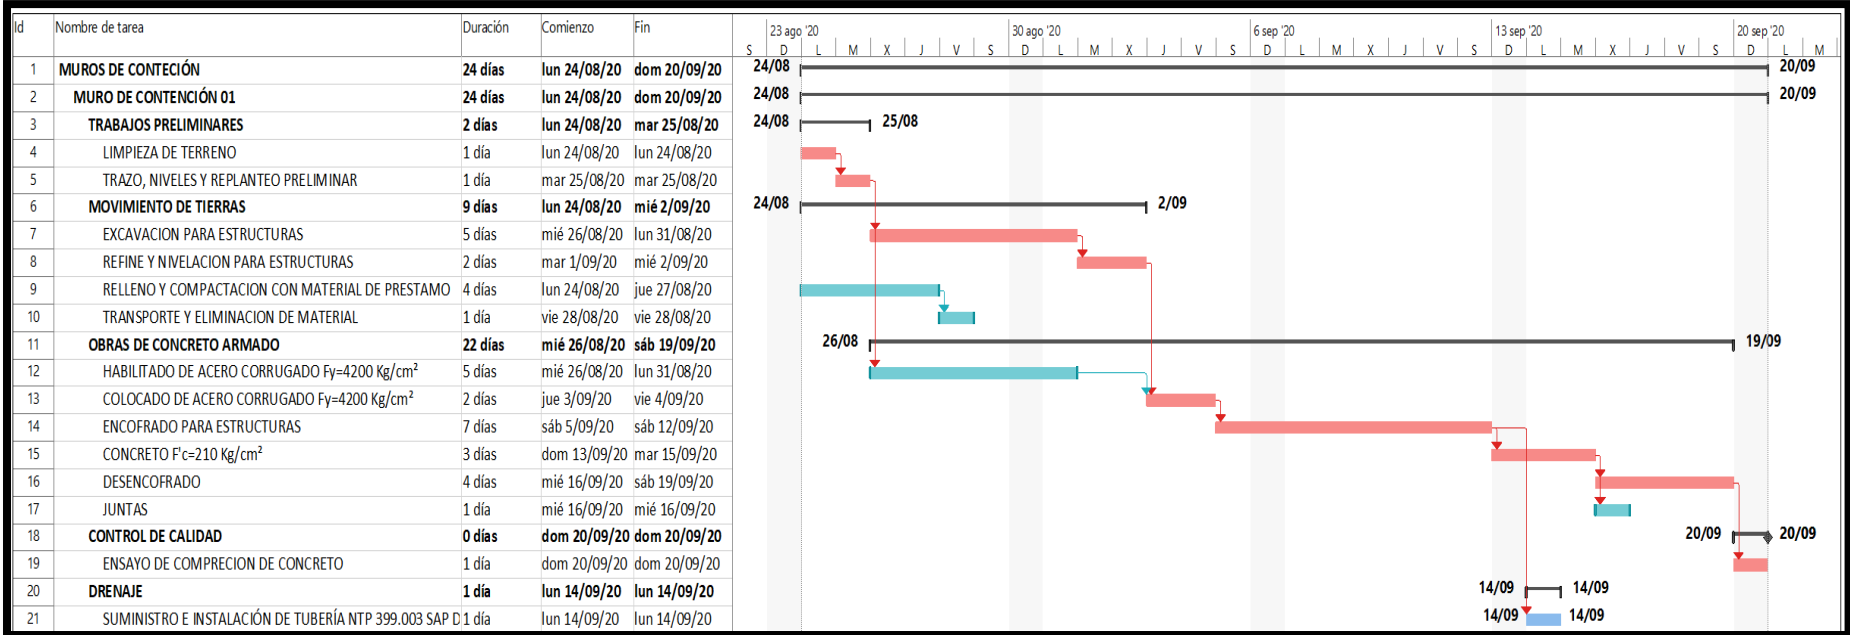 Id Nombre de tarea Duración Comienzo Fin 23 ago '20 30 ago '20 6 sep '20 13 sep '20 20 sep '20
S D L M X J V S D L M X J V S D L M X J V S D L M X J V S D L M
1 MUROS DE CONTECIÓN 24 días lun 24/08/20 dom 20/09/20 24/08 20/09
2 MURO DE CONTENCIÓN 01 24 días lun 24/08/20 dom 20/09/20 24/08 20/09
3 TRABAJOS PRELIMINARES 2 días lun 24/08/20 mar 25/08/20 24/08 25/08
4 LIMPIEZA DE TERRENO 1 día lun 24/08/20 lun 24/08/20
5 TRAZO, NIVELES Y REPLANTEO PRELIMINAR 1 día mar 25/08/20 mar 25/08/20
6 MOVIMIENTO DE TIERRAS 9 días lun 24/08/20 mié 2/09/20 24/08 2/09
7 EXCAVACION PARA ESTRUCTURAS 5 días mié 26/08/20 lun 31/08/20
8 REFINE Y NIVELACION PARA ESTRUCTURAS 2 días mar 1/09/20 mié 2/09/20
9 RELLENO Y COMPACTACION CON MATERIAL DE PRESTAMO 4 días lun 24/08/20 jue 27/08/20
10 TRANSPORTE Y ELIMINACION DE MATERIAL 1 día vie 28/08/20 vie 28/08/20
11 OBRAS DE CONCRETO ARMADO 22 días mié 26/08/20 sáb 19/09/20 26/08 19/09
12 HABILITADO DE ACERO CORRUGADO Fy=4200 Kg/cm² 5 días mié 26/08/20 lun 31/08/20
13 COLOCADO DE ACERO CORRUGADO Fy=4200 Kg/cm² 2 días jue 3/09/20 vie 4/09/20
14 ENCOFRADO PARA ESTRUCTURAS 7 días sáb 5/09/20 sáb 12/09/20
15 CONCRETO F'c=210 Kg/cm² 3 días dom 13/09/20 mar 15/09/20
16 DESENCOFRADO 4 días mié 16/09/20 sáb 19/09/20
17 JUNTAS 1 día mié 16/09/20 mié 16/09/20
18 CONTROL DE CALIDAD 0 días dom 20/09/20 dom 20/09/20 20/09 20/09
19 ENSAYO DE COMPRECION DE CONCRETO 1 día dom 20/09/20 dom 20/09/20
20 DRENAJE 1 día lun 14/09/20 lun 14/09/20 14/09 14/09
21 SUMINISTRO E INSTALACIÓN DE TUBERÍA NTP 399.003 SAP D 1 día lun 14/09/20 lun 14/09/20 14/09 14/09